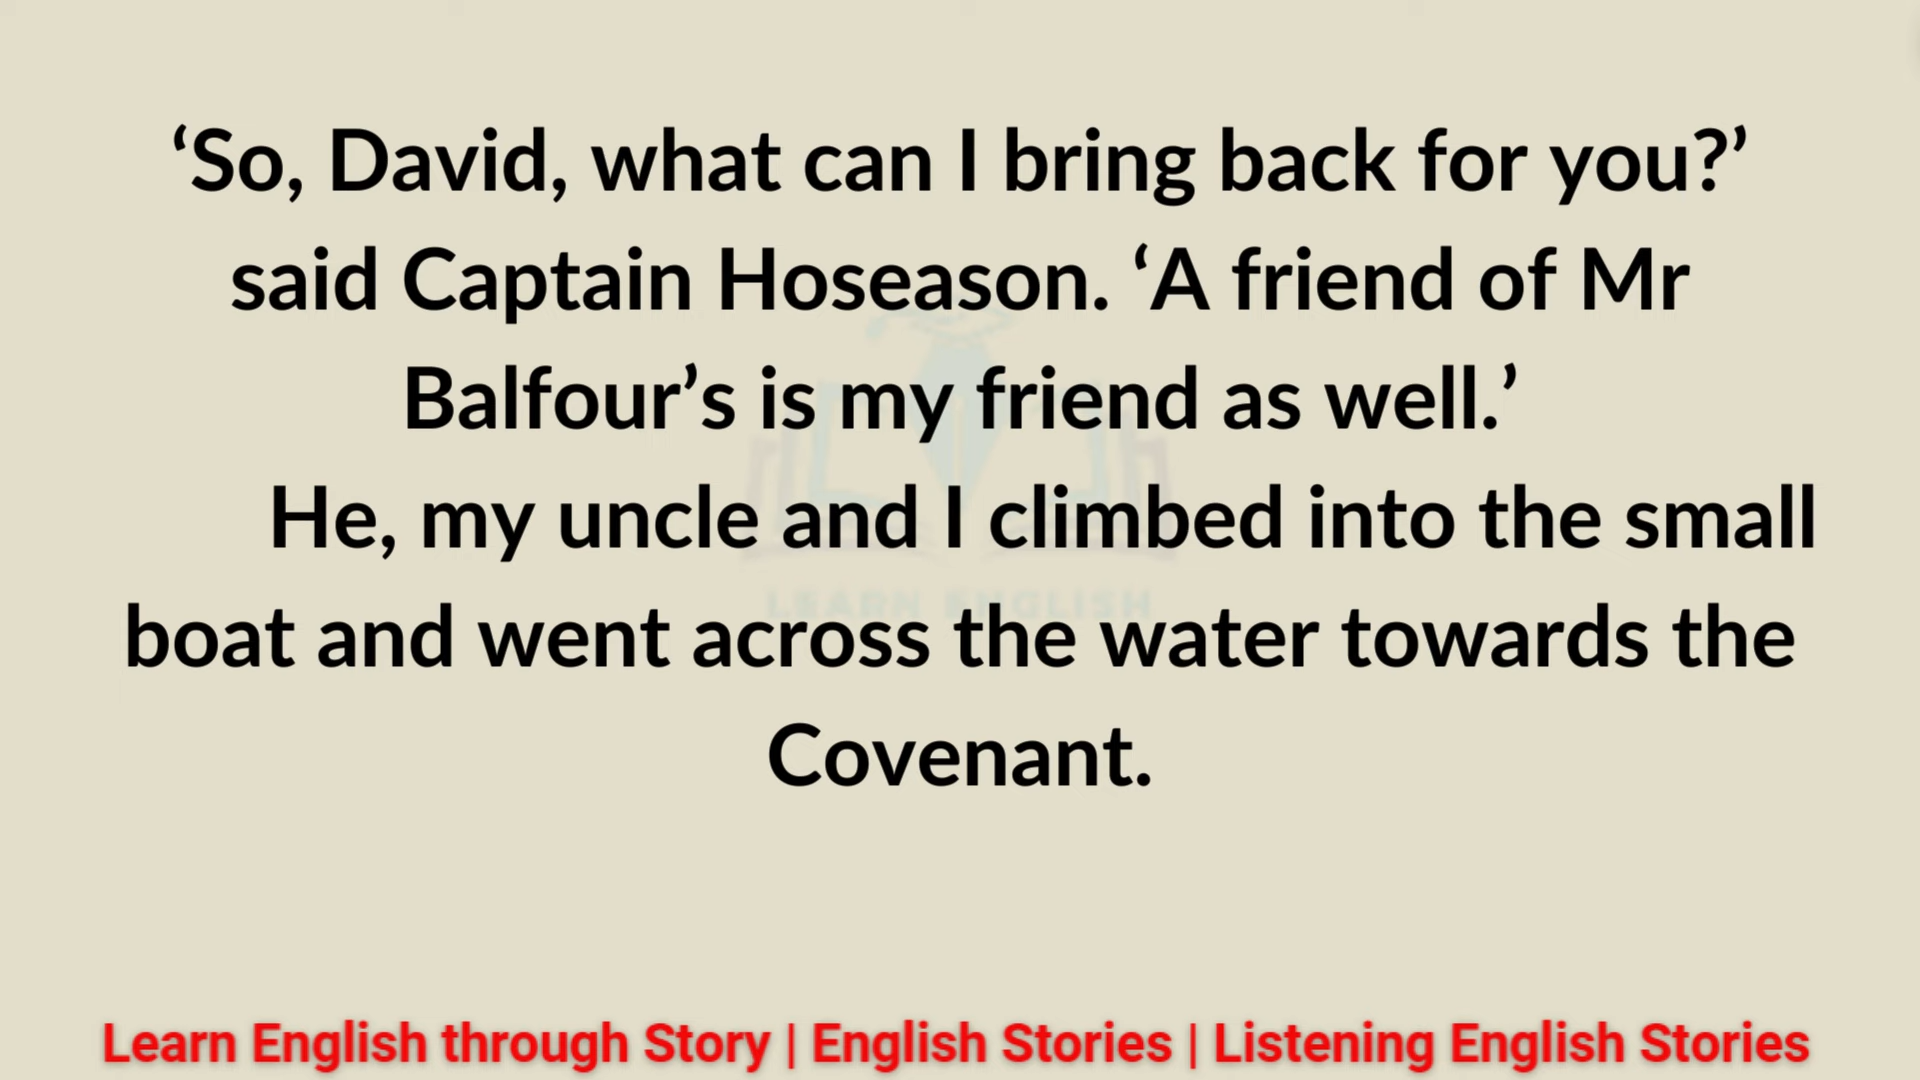 ‘So, David, what can I bring back for you?’
said Captain Hoseason. ‘A friend of Mr
Balfour’s is my friend as well.’
He, my uncle and I climbed into the small
boat and went across the water towards the
Covenant.
LEARN ENGLISH
Learn English through Story | English Stories | Listening English Stories